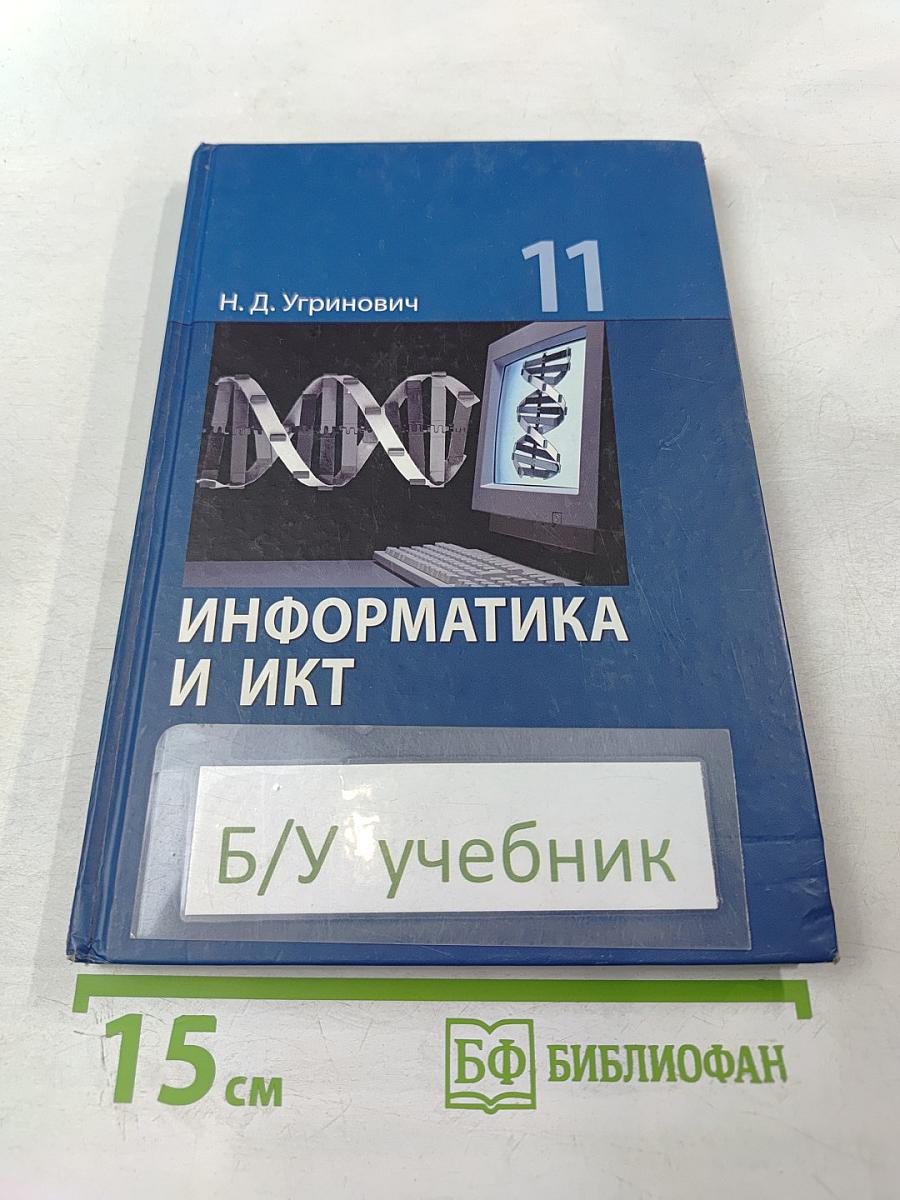 11
Н. Д. Угринович
ИНФОРМАТИКА
И ИКТ
Б/У учебник
15 см
БФ БИБЛИОФАН